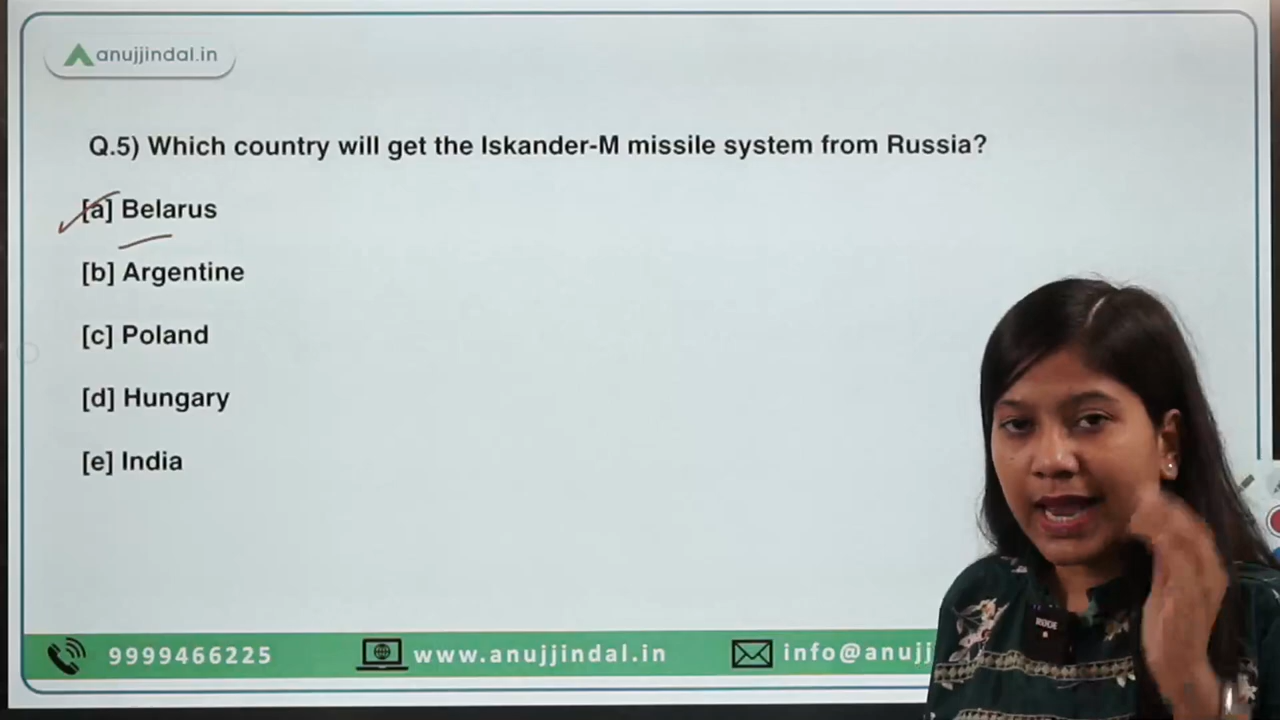 anujjindal.in
Q.5) Which country will get the Iskander-M missile system from Russia?
[a] Belarus
[b] Argentine
[c] Poland
[d] Hungary
[e] India
RODE
9999466225
www.anujjindal.in
info@anujj